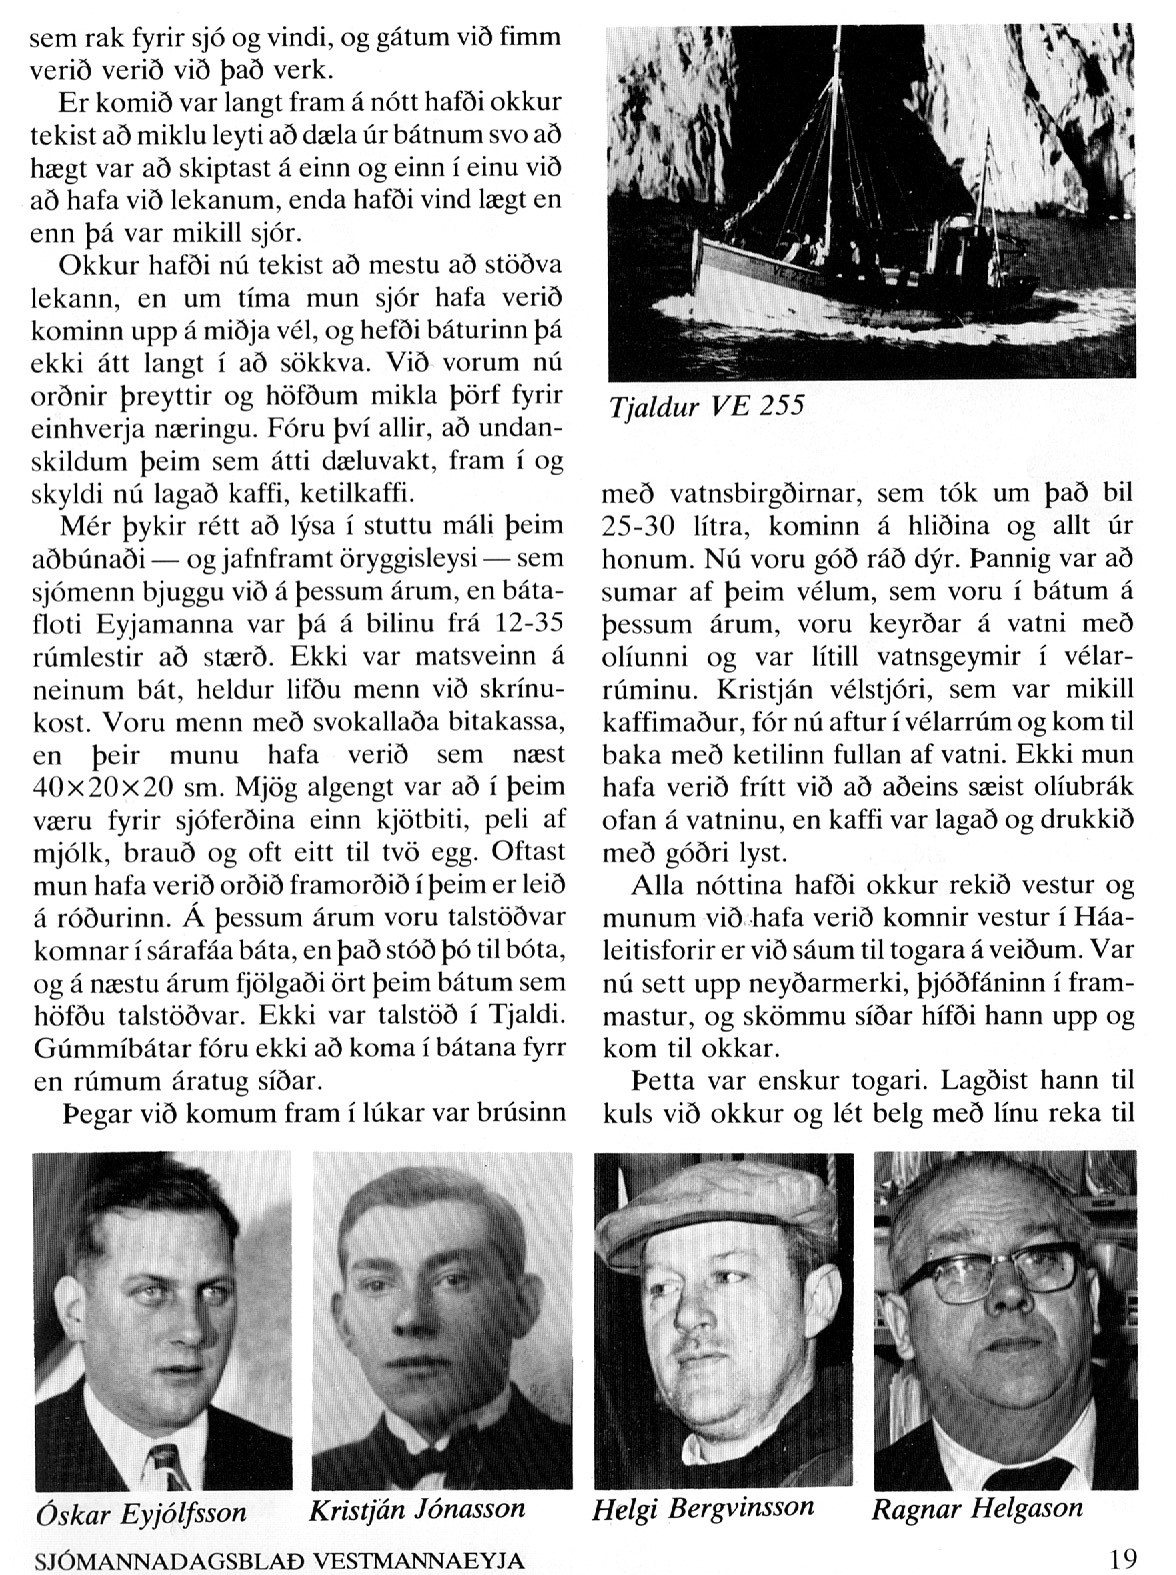 sem rak fyrir sjó og vindi, og gátum við fimm
verið verið við það verk.
Er komið var langt fram á nótt hafði okkur
tekist að miklu leyti að dæla úr bátnum svo að
hægt var að skiptast á einn og einn í einu við
að hafa við lekanum, enda hafði vind lægt en
enn þá var mikill sjór.
Okkur hafði nú tekist að mestu að stöðva
lekann, en um tíma mun sjór hafa verið
kominn upp á miðja vél, og hefði báturinn þá
ekki átt langt í að sökkva. Við vorum nú
orðnir þreyttir og höfðum mikla þörf fyrir
einhverja næringu. Fóru því allir, að undan-
skildum þeim sem átti dæluvakt, fram í og
skyldi nú lagað kaffi, ketilkaffi.
Mér þykir rétt að lýsa í stuttu máli þeim
aðbúnaði — og jafnframt öryggisleysi — sem
sjómenn bjuggu við á þessum árum, en báta-
floti Eyjamanna var þá á bilinu frá 12-35
rúmlestir að stærð. Ekki var matsveinn á
neinum bát, heldur lifðu menn við skrínu-
kost. Voru menn með svokallaða bitakassa,
en þeir munu hafa verið sem næst
40×20×20 sm. Mjög algengt var að í þeim
væru fyrir sjóferðina einn kjötbiti, peli af
mjólk, brauð og oft eitt til tvö egg. Oftast
mun hafa verið orðið framorðið í þeim er leið
á róðurinn. Á þessum árum voru talstöðvar
komnar í sárafáa báta, en það stóð þó til bóta,
og á næstu árum fjölgaði ört þeim bátum sem
höfðu talstöðvar. Ekki var talstöð í Tjaldi.
Gúmmíbátar fóru ekki að koma í bátana fyrr
en rúmum áratug síðar.
Þegar við komum fram í lúkar var brúsinn
VE 255
Tjaldur VE 255
með vatnsbirgðirnar, sem tók um það bil
25-30 lítra, kominn á hliðina og allt úr
honum. Nú voru góð ráð dýr. Þannig var að
sumar af þeim vélum, sem voru í bátum á
þessum árum, voru keyrðar á vatni með
olíunni og var lítill vatnsgeymir í vélar-
rúminu. Kristján vélstjóri, sem var mikill
kaffimaður, fór nú aftur í vélarrúm og kom til
baka með ketilinn fullan af vatni. Ekki mun
hafa verið frítt við að aðeins sæist olíubrák
ofan á vatninu, en kaffi var lagað og drukkið
með góðri lyst.
Alla nóttina hafði okkur rekið vestur og
munum við hafa verið komnir vestur í Háa-
leitisforir er við sáum til togara á veiðum. Var
nú sett upp neyðarmerki, þjóðfáninn í fram-
mastur, og skömmu síðar hífði hann upp og
kom til okkar.
Þetta var enskur togari. Lagðist hann til
kuls við okkur og lét belg með línu reka til
Óskar Eyjólfsson
Kristján Jónasson
Helgi Bergvinsson
Ragnar Helgason
SJÓMANNADAGSBLAÐ VESTMANNAEYJA
19